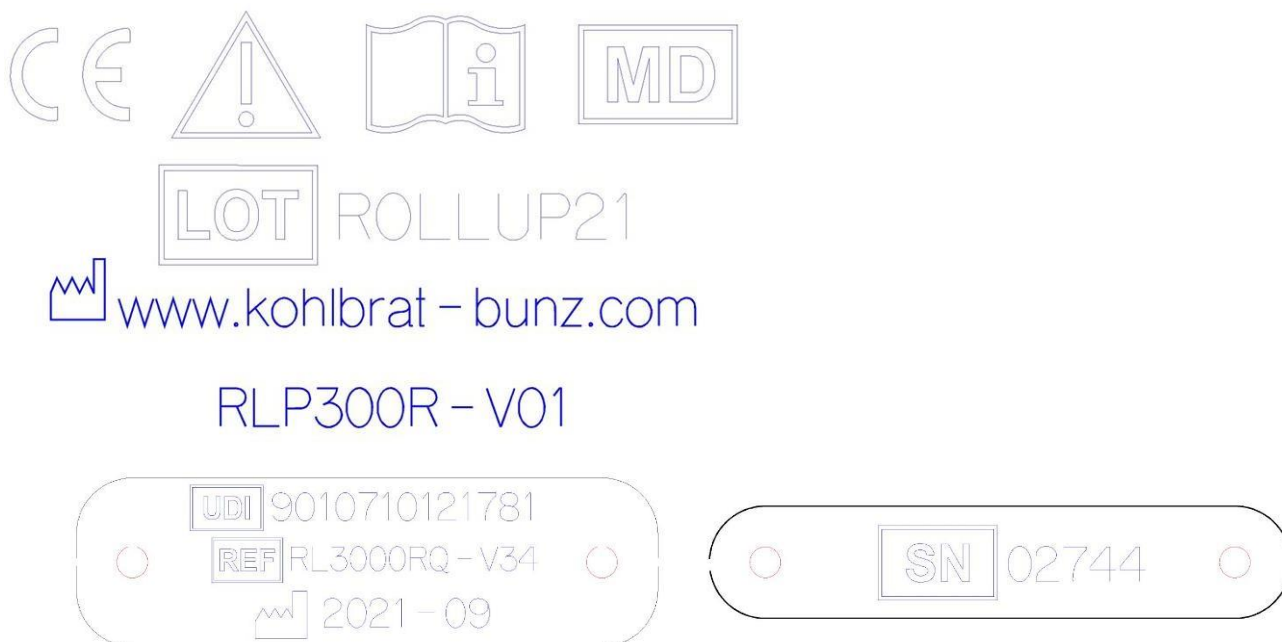 CE MD
LOT ROLLUP21
www.kohlbrat-bunz.com
RLP300R-V01
UDI 9010710121781
REF RL3000RQ-V34
2021-09
SN 02744